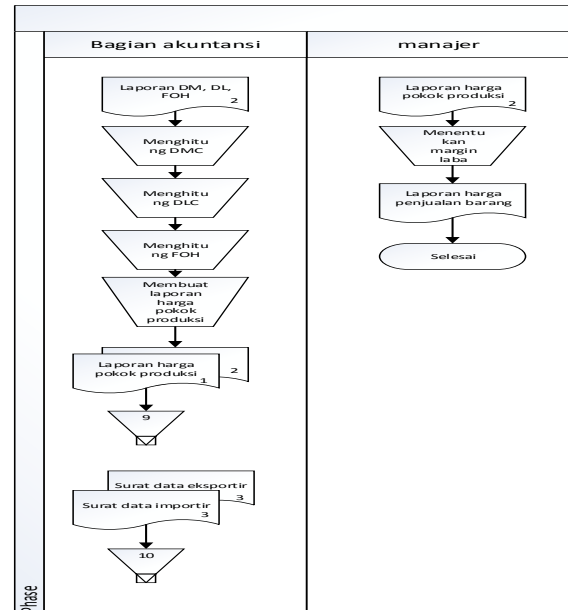 Bagian akuntansi
manajer
Laporan DM, DL,
FOH
2
Menghitu
ng DMC
Menghitu
ng DLC
Menghitu
ng FOH
Membuat
laporan
harga
pokok
produksi
Laporan harga
pokok produksi
1
2
9
Surat data eksportir
3
Surat data importir
3
10
Laporan harga
pokok produksi
2
Menentu
kan
margin
laba
Laporan harga
penjualan barang
Selesai
Phase